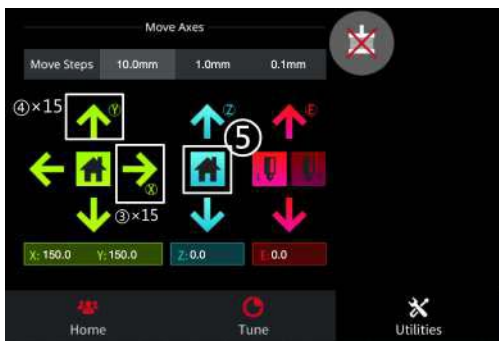 Move Axes
Move Steps 10.0mm 1.0mm 0.1mm
④×15 Y Z E
⑤
X
③×15
X: 150.0 Y: 150.0 Z: 0.0 E: 0.0
Home Tune Utilities